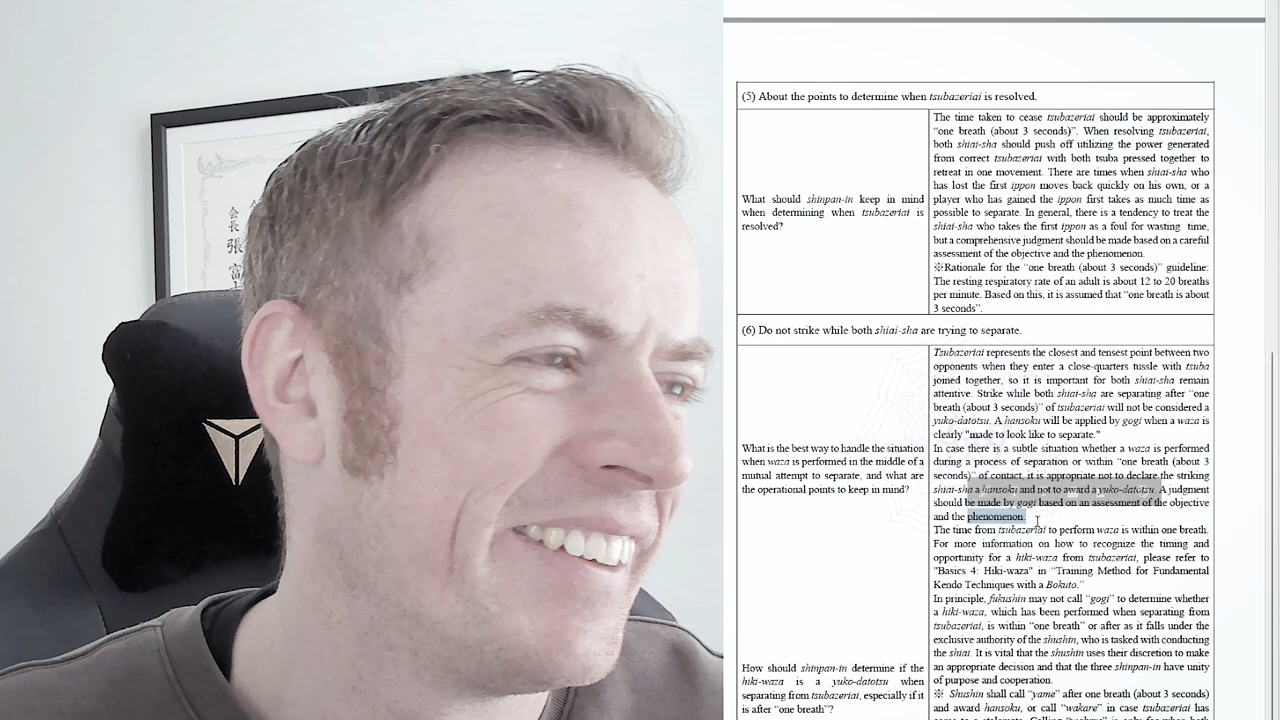 会
長
張
富
(5) About the points to determine when tsubazeriai is resolved.
What should shinpan-in keep in mind
when determining when tsubazeriai is
resolved?
The time taken to cease tsubazeriai should be approximately
“one breath (about 3 seconds)”. When resolving tsubazeriai,
both shiai-sha should push off utilizing the power generated
from correct tsubazeriai with both tsuba pressed together to
retreat in one movement. There are times when shiai-sha who
has lost the first ippon moves back quickly on his own, or a
player who has gained the ippon first takes as much time as
possible to separate. In general, there is a tendency to treat the
shiai-sha who takes the first ippon as a foul for wasting time,
but a comprehensive judgment should be made based on a careful
assessment of the objective and the phenomenon.
※Rationale for the “one breath (about 3 seconds)” guideline:
The resting respiratory rate of an adult is about 12 to 20 breaths
per minute. Based on this, it is assumed that “one breath is about
3 seconds”.
(6) Do not strike while both shiai-sha are trying to separate.
What is the best way to handle the situation
when waza is performed in the middle of a
mutual attempt to separate, and what are
the operational points to keep in mind?
Tsubazeriai represents the closest and tensest point between two
opponents when they enter a close-quarters tussle with tsuba
joined together, so it is important for both shiai-sha remain
attentive. Strike while both shiai-sha are separating after “one
breath (about 3 seconds)” of tsubazeriai will not be considered a
yuko-datotsu. A hansoku will be applied by gogi when a waza is
clearly "made to look like to separate."
In case there is a subtle situation whether a waza is performed
during a process of separation or within “one breath (about 3
seconds)” of contact, it is appropriate not to declare the striking
shiai-sha a hansoku and not to award a yuko-datotsu. A judgment
should be made by gogi based on an assessment of the objective
and the phenomenon.
The time from tsubazeriai to perform waza is within one breath.
For more information on how to recognize the timing and
opportunity for a hiki-waza from tsubazeriai, please refer to
"Basics 4: Hiki-waza" in “Training Method for Fundamental
Kendo Techniques with a Bokuto.”
How should shinpan-in determine if the
hiki-waza is a yuko-datotsu when
separating from tsubazeriai, especially if it
is after “one breath”?
In principle, fukushin may not call “gogi” to determine whether
a hiki-waza, which has been performed when separating from
tsubazeriai, is within “one breath” or after as it falls under the
exclusive authority of the shushin, who is tasked with conducting
the shiai. It is vital that the shushin uses their discretion to make
an appropriate decision and that the three shinpan-in have unity
of purpose and cooperation.
※ Shushin shall call “yame” after one breath (about 3 seconds)
and award hansoku, or call “wakare” in case tsubazeriai has